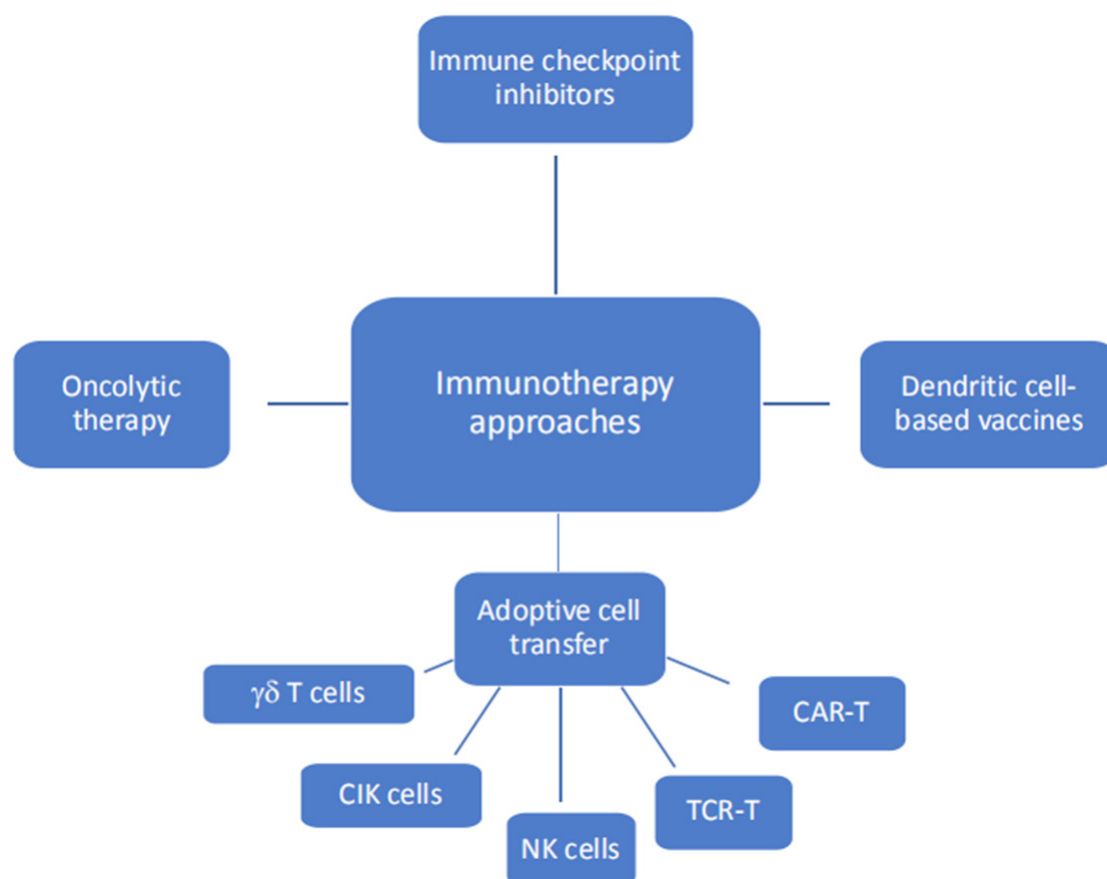 Immune checkpoint
inhibitors
Oncolytic
therapy
Immunotherapy
approaches
Dendritic cell-
based vaccines
Adoptive cell
transfer
γδ T cells
CIK cells
NK cells
TCR-T
CAR-T